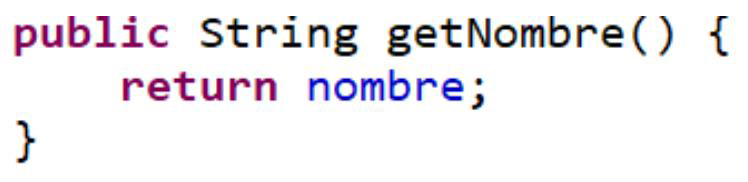 public String getNombre() {
    return nombre;
}